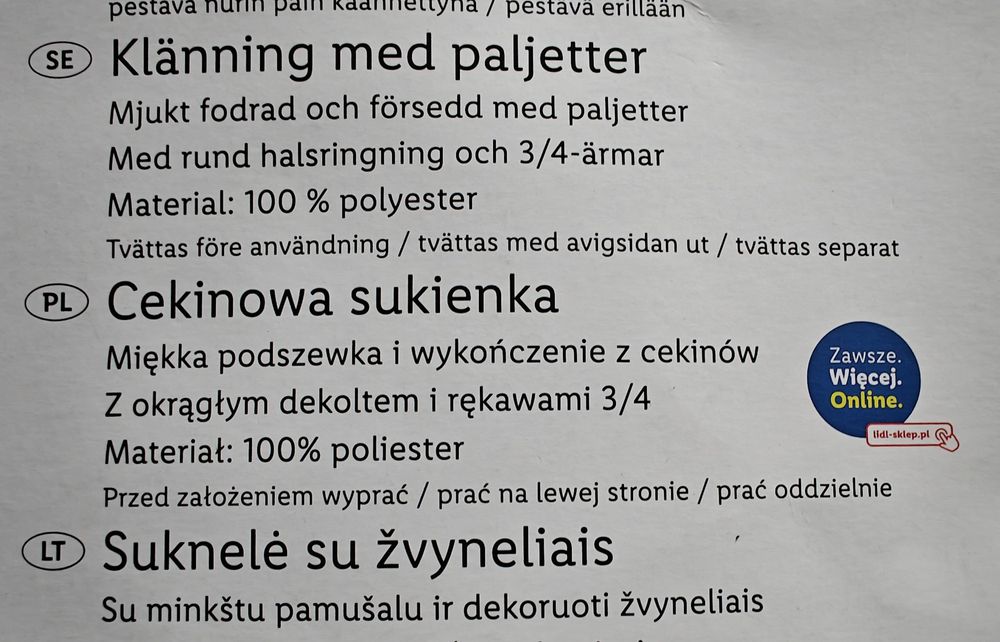 pestävä nurin päin käännettynä / pestävä erillään
SE Klänning med paljetter
Mjukt fodrad och försedd med paljetter
Med rund halsringning och 3/4-ärmar
Material: 100 % polyester
Tvättas före användning / tvättas med avigsidan ut / tvättas separat
PL Cekinowa sukienka
Miękka podszewka i wykończenie z cekinów
Z okrągłym dekoltem i rękawami 3/4
Materiał: 100% poliester
Przed założeniem wyprać / prać na lewej stronie / prać oddzielnie
Zawsze.
Więcej.
Online.
lidl-sklep.pl
LT Suknelė su žvyneliais
Su minkštu pamušalu ir dekoruoti žvyneliais